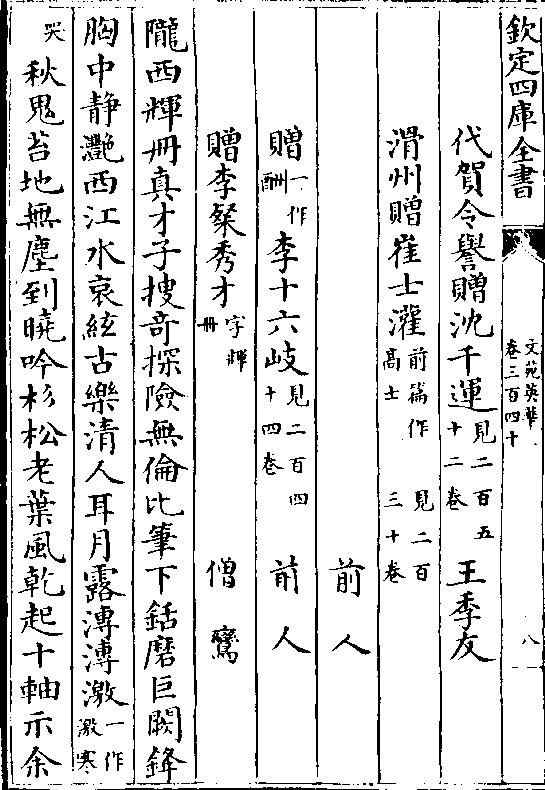 欽定四庫全書
文苑英華
卷三百四十
八
代賀令譽贈沈千運見二百五十二卷 王季友
滑州贈崔士灌前篇作高士 見二百三十卷
前人
贈一作酬李十六岐見二百四十四卷 前人
贈李粲秀才字輝冊 僧鸞
隴西輝冊真才子搜竒探險無倫比筆下銛磨巨闕鋒
胸中静灔西江水哀絃古樂清人耳月露溥溥激一作激寒
哭秋鬼苔地無塵到曉吟杉松老葉風乾起十軸示余